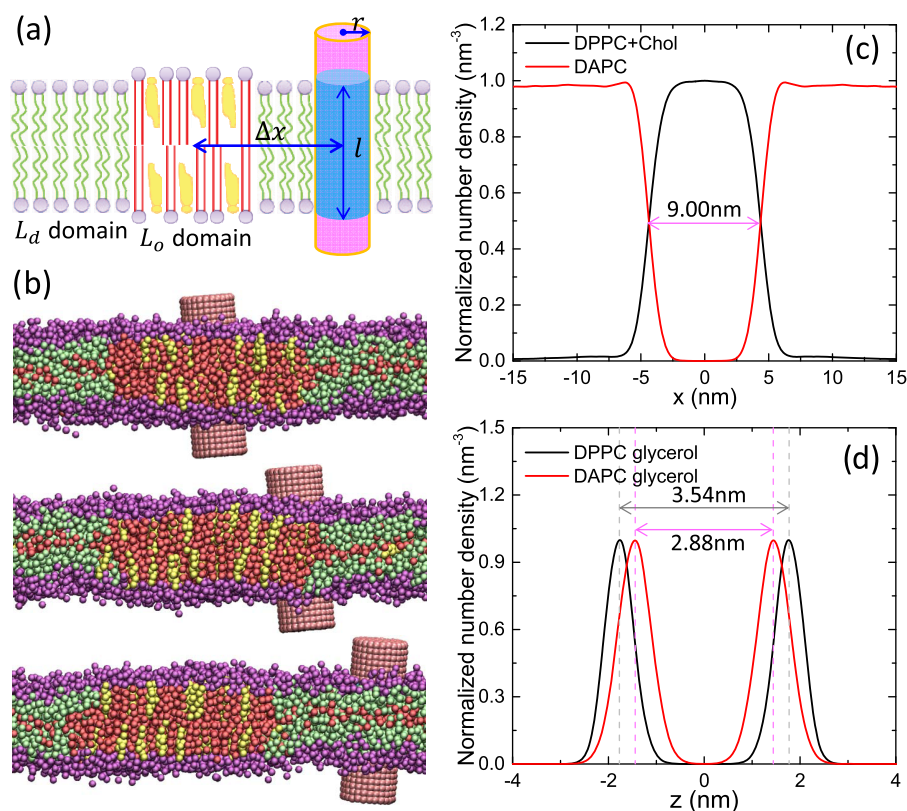 (a)
r
Δx
l
L_d domain
L_o domain
(b)
(c)
DPPC+Chol
DAPC
9.00nm
Normalized number density (nm⁻³)
1.2
1.0
0.8
0.6
0.4
0.2
0.0
-15 -10 -5 0 5 10 15
x (nm)
(d)
DPPC glycerol
DAPC glycerol
3.54nm
2.88nm
Normalized number density (nm⁻³)
1.5
1.2
0.9
0.6
0.3
0.0
-4 -2 0 2 4
z (nm)